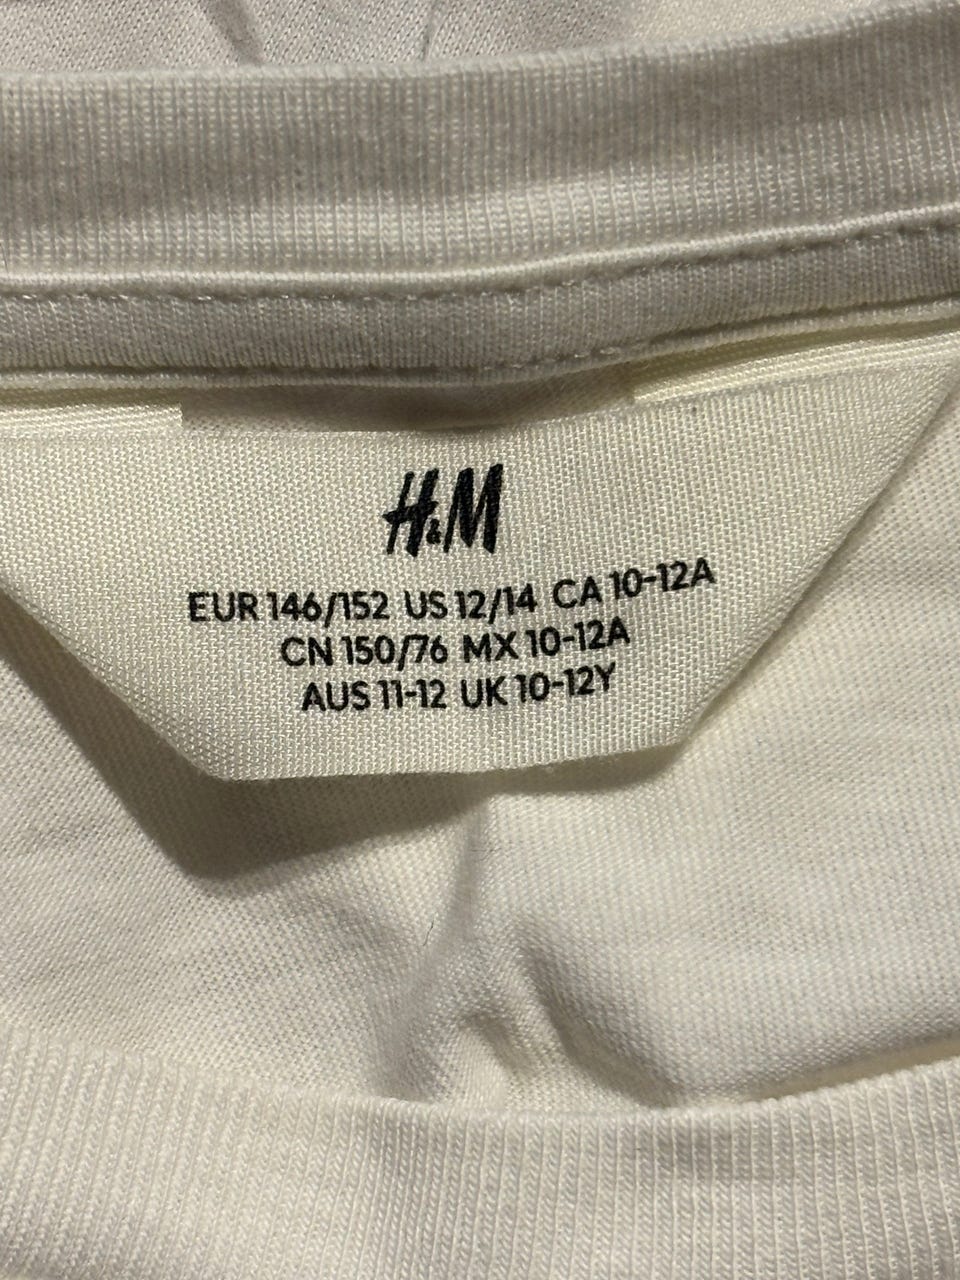 H&M
EUR 146/152 US 12/14 CA 10-12A
CN 150/76 MX 10-12A
AUS 11-12 UK 10-12Y